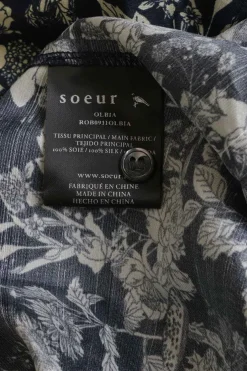 soeur
OLBIA
ROB8911OLBIA
TISSU PRINCIPAL / MAIN FABRIC /
TEJIDO PRINCIPAL
100% SOIE / 100% SILK /
www.soeur
FABRIQUÉ EN CHINE
MADE IN CHINA
HECHO EN CHINA